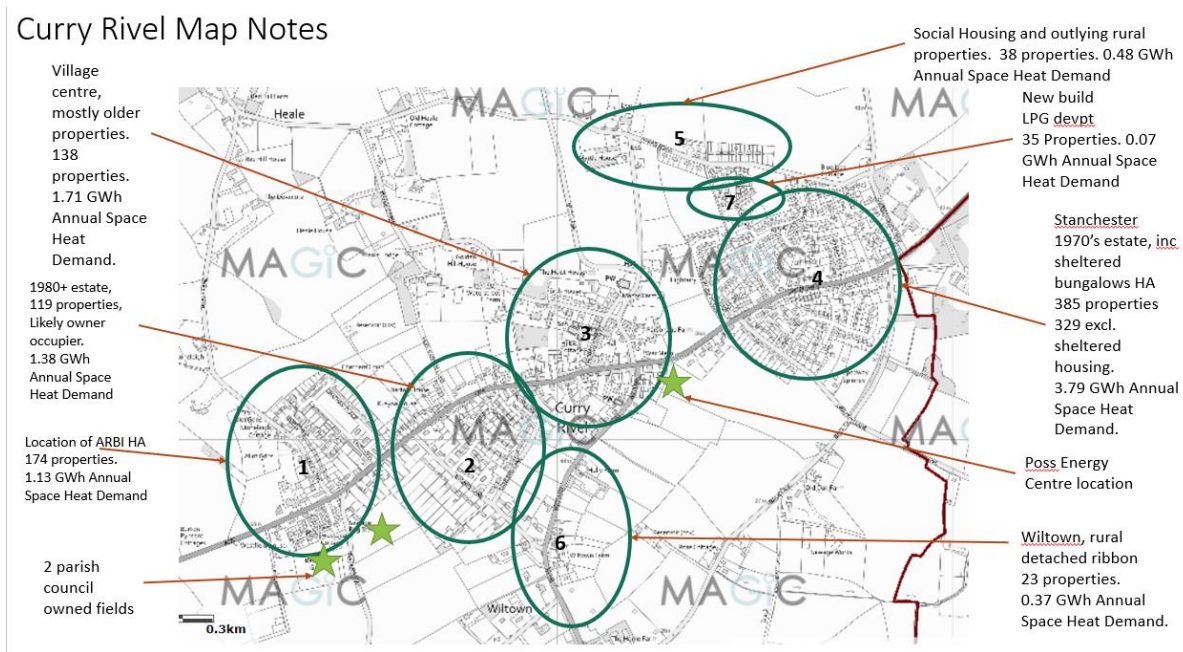 Curry Rivel Map Notes
Village
centre,
mostly older
properties.
138
properties.
1.71 GWh
Annual Space
Heat
Demand.
1980+ estate,
119 properties,
Likely owner
occupier.
1.38 GWh
Annual Space
Heat Demand
Location of ARBI HA
174 properties.
1.13 GWh Annual
Space Heat Demand
2 parish
council
owned fields
Social Housing and outlying rural
properties. 38 properties. 0.48 GWh
Annual Space Heat Demand
New build
LPG devpt
35 Properties. 0.07
GWh Annual Space
Heat Demand
Stanchester
1970's estate, inc
sheltered
bungalows HA
385 properties
329 excl.
sheltered
housing.
3.79 GWh Annual
Space Heat
Demand.
Poss Energy
Centre location
Wiltown, rural
detached ribbon
23 properties.
0.37 GWh Annual
Space Heat Demand.
MAGiC
MA
Heale
Old Heale
Cottage
5
7
MAGiC
MAGiC
4
3
PW
PW
Curry
Rivel
MAGiC
MA
1
2
6
MAGiC
MAGiC
Wiltown
0.3km